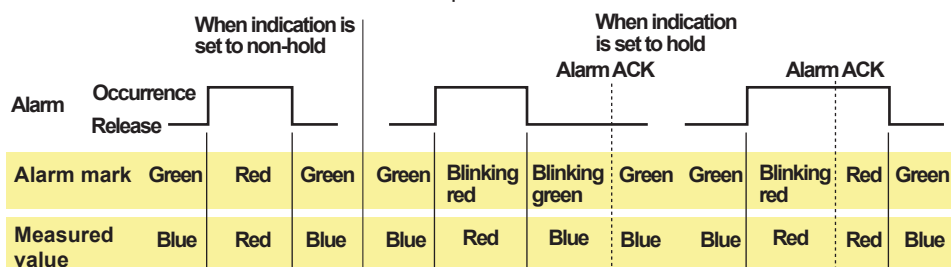 When indication is
set to non-hold
When indication
is set to hold
Alarm ACK
Alarm ACK
Alarm
Occurrence
Release
Alarm mark Green Red Green Green Blinking red Blinking green Green Green Blinking red Red Green
Measured value Blue Red Blue Blue Red Blue Blue Blue Red Red Blue